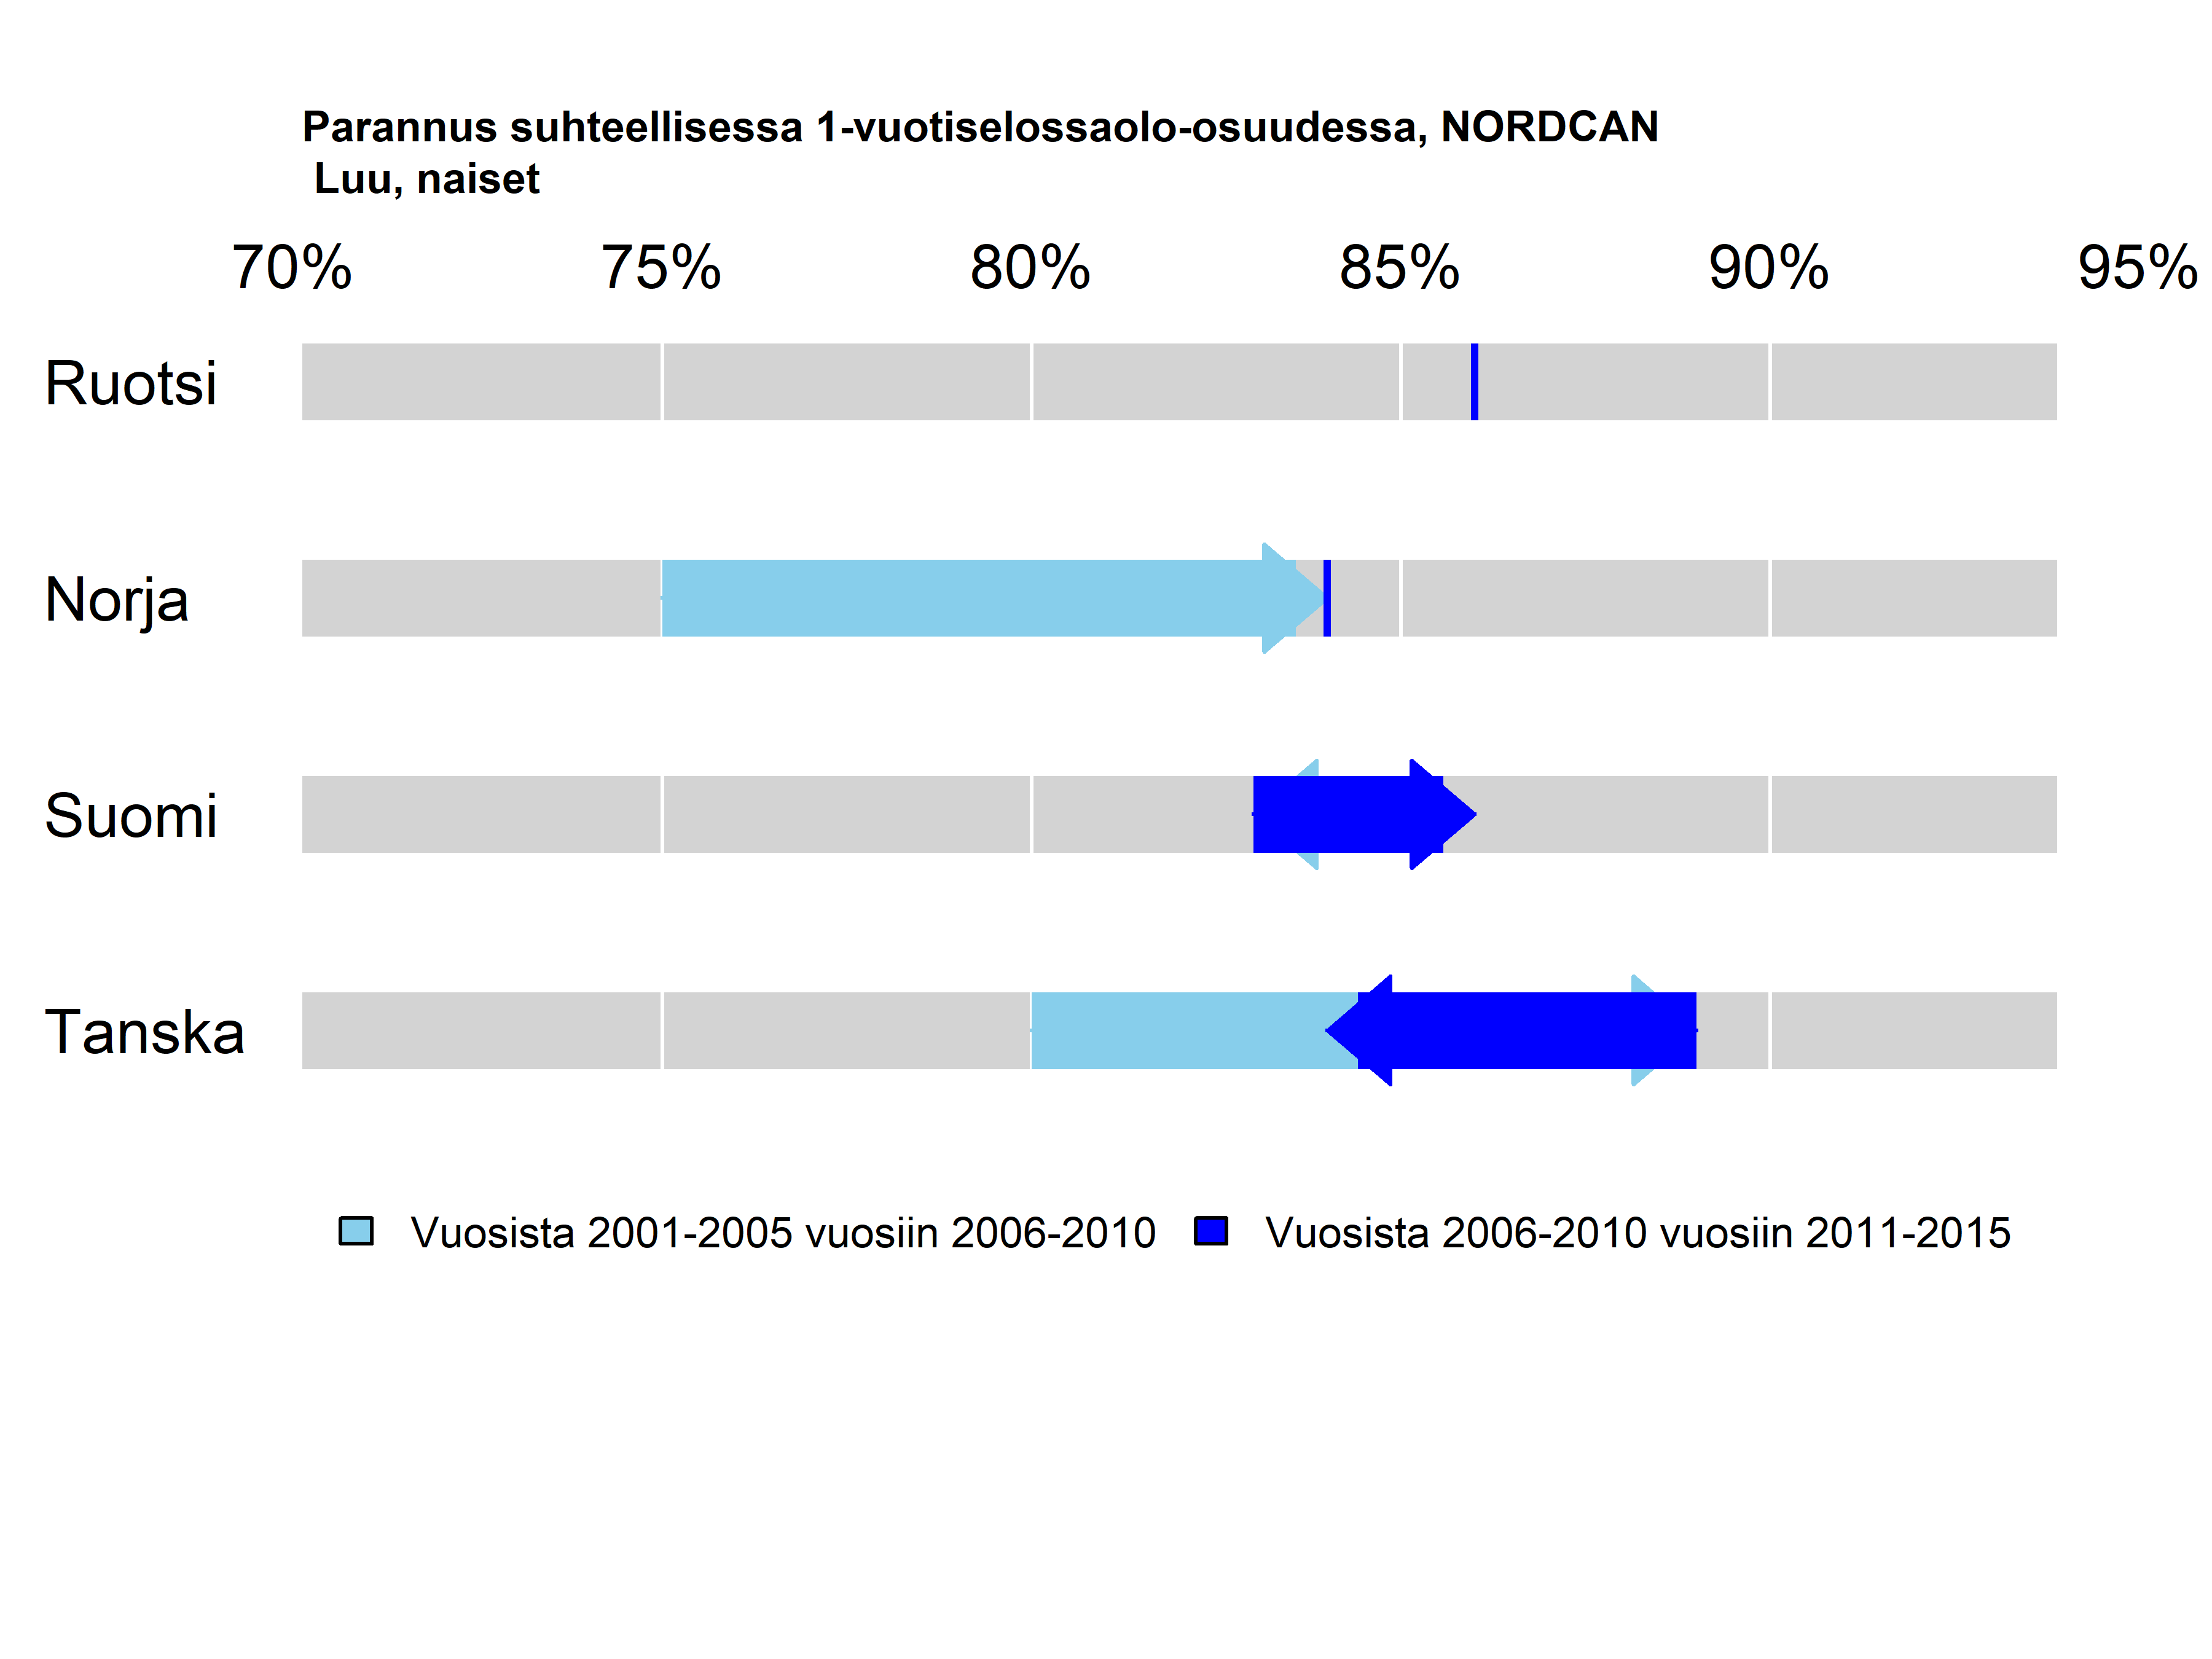 Parannus suhteellisessa 1-vuotiselossaolo-osuudessa, NORDCAN
Luu, naiset
70% 75% 80% 85% 90% 95%
Ruotsi
Norja
Suomi
Tanska
Vuosista 2001-2005 vuosiin 2006-2010 Vuosista 2006-2010 vuosiin 2011-2015